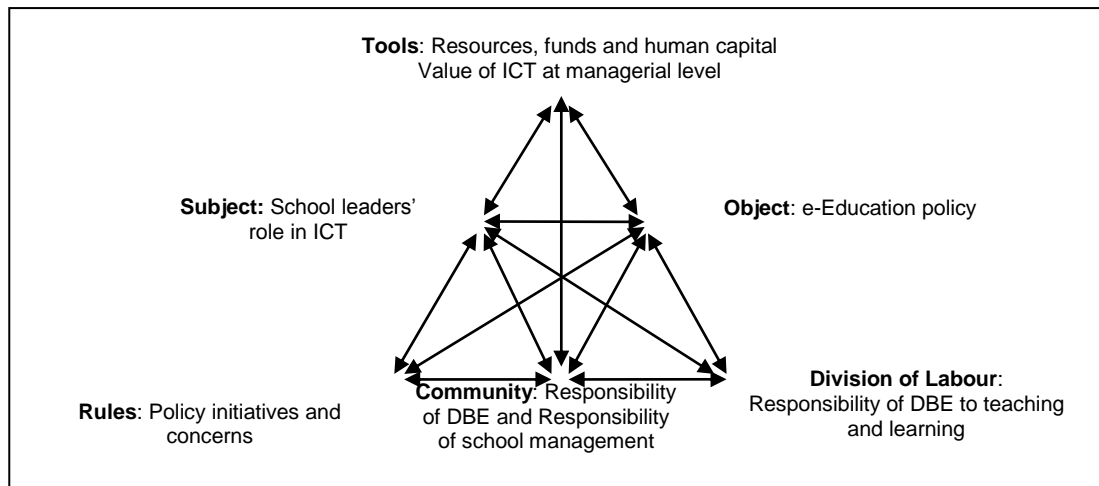 Tools: Resources, funds and human capital
Value of ICT at managerial level
Subject: School leaders’
role in ICT
Object: e-Education policy
Rules: Policy initiatives and
concerns
Community: Responsibility
of DBE and Responsibility
of school management
Division of Labour:
Responsibility of DBE to teaching
and learning